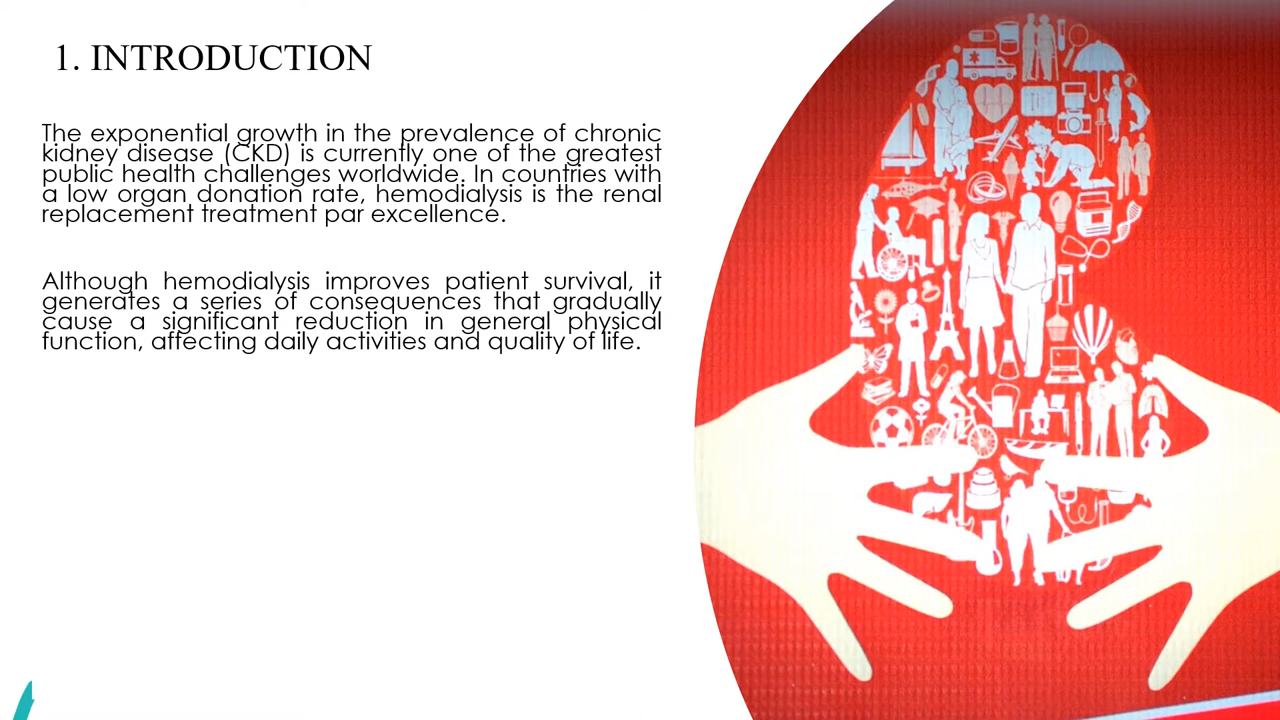 1. INTRODUCTION
The exponential growth in the prevalence of chronic
kidney disease (CKD) is currently one of the greatest
public health challenges worldwide. In countries with
a low organ donation rate, hemodialysis is the renal
replacement treatment par excellence.
Although hemodialysis improves patient survival, it
generates a series of consequences that gradually
cause a significant reduction in general physical
function, affecting daily activities and quality of life.